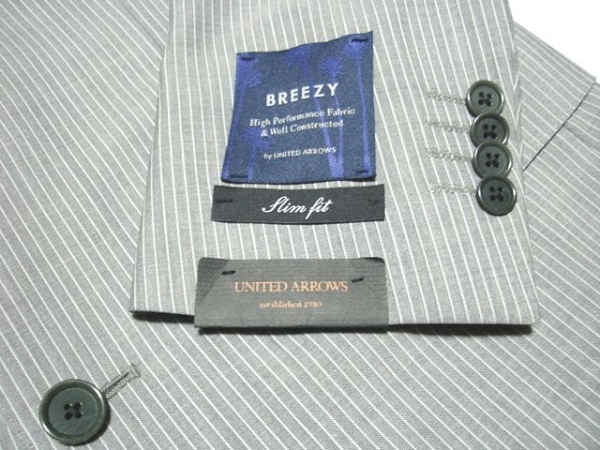 BREEZY
High Performance Fabric
& Well Constructed
by UNITED ARROWS
Slim fit
UNITED ARROWS
established 1989